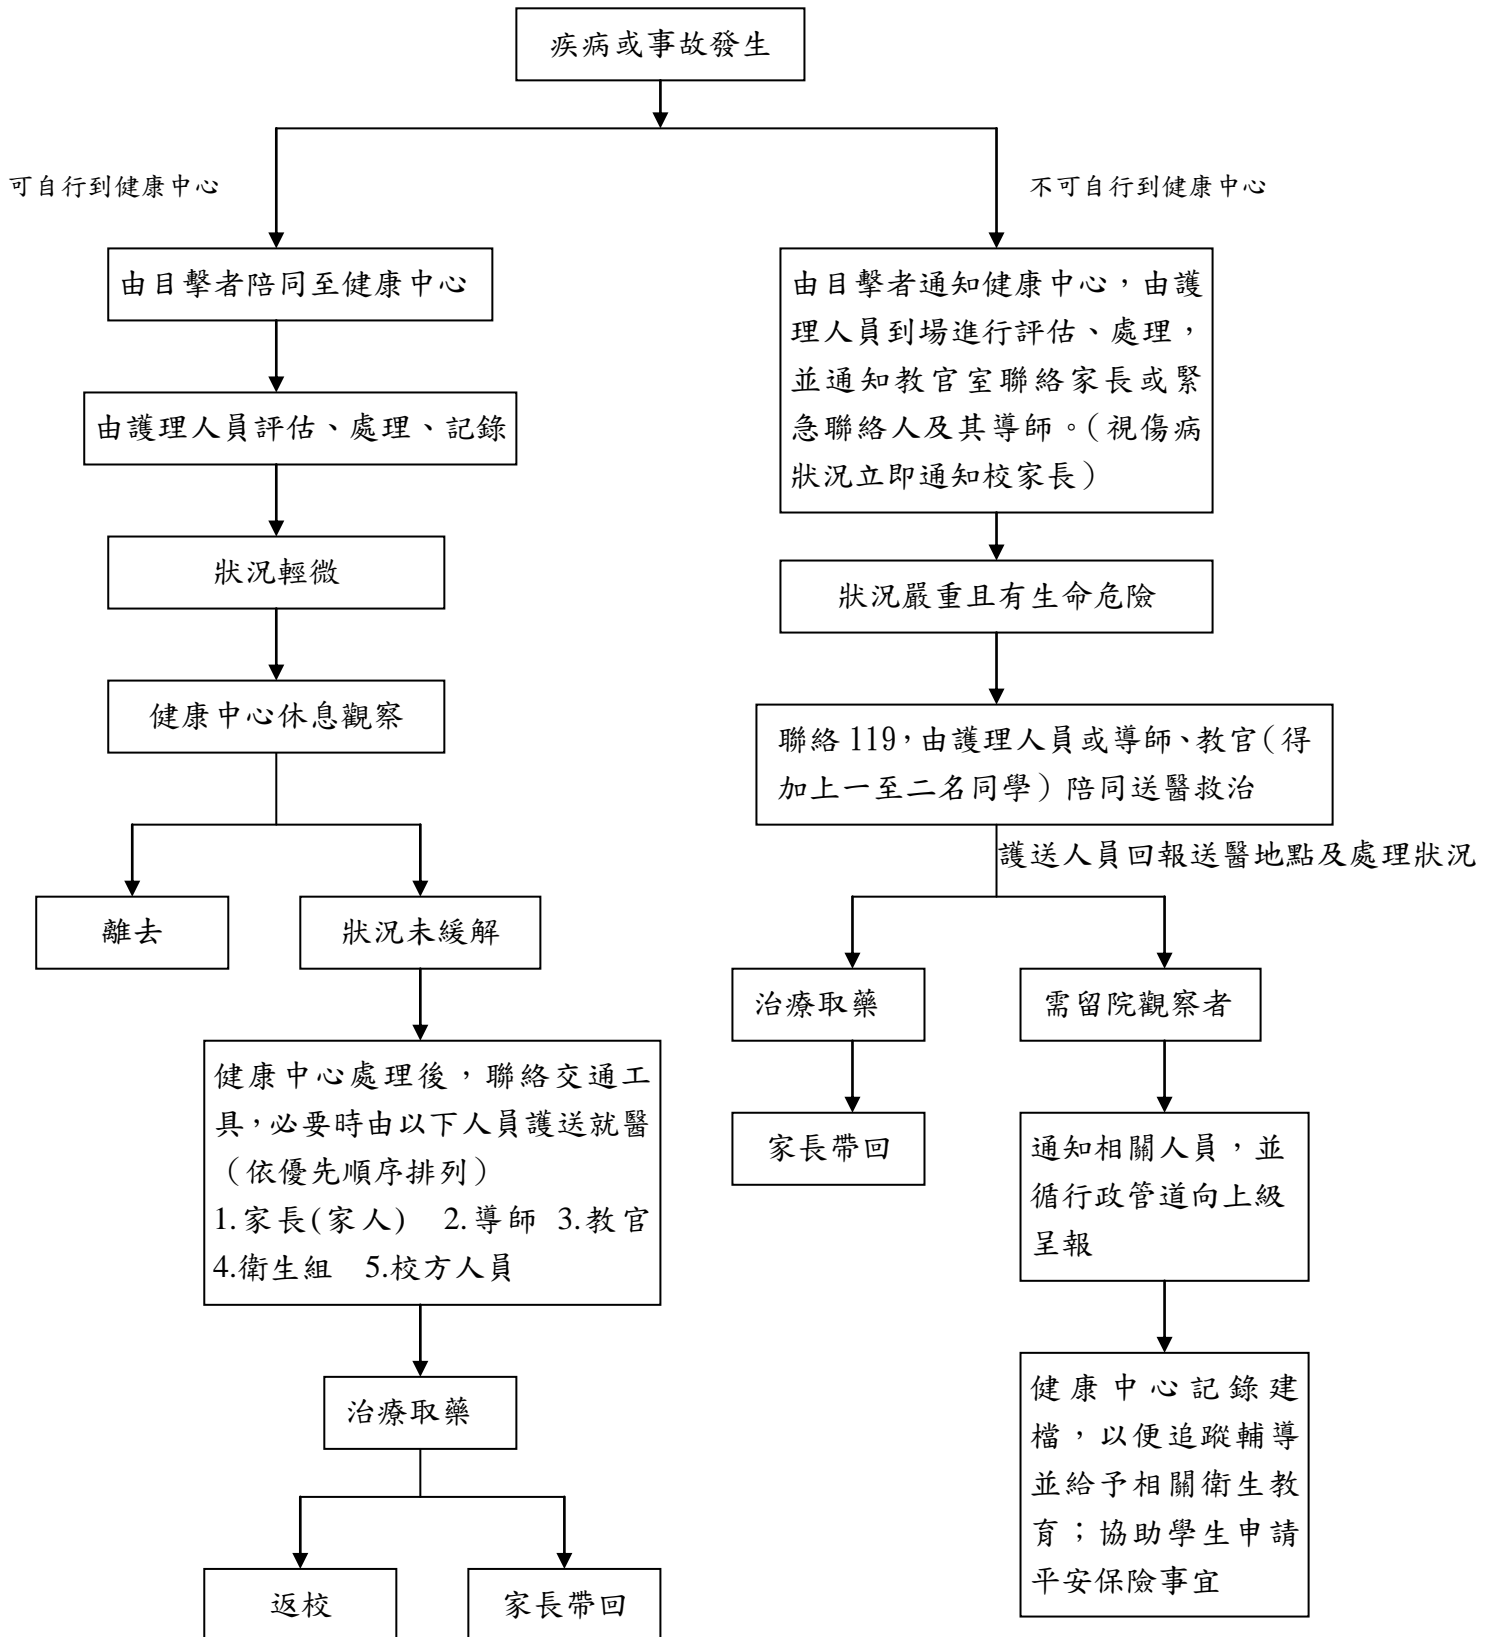 疾病或事故發生
可自行到健康中心
不可自行到健康中心
由目擊者陪同至健康中心
由護理人員評估、處理、記錄
狀況輕微
健康中心休息觀察
離去
狀況未緩解
健康中心處理後，聯絡交通工
具，必要時由以下人員護送就醫
（依優先順序排列）
1.家長(家人) 2.導師 3.教官
4.衛生組 5.校方人員
治療取藥
返校
家長帶回
由目擊者通知健康中心，由護
理人員到場進行評估、處理，
並通知教官室聯絡家長或緊
急聯絡人及其導師。（視傷病
狀況立即通知校家長）
狀況嚴重且有生命危險
聯絡 119，由護理人員或導師、教官（得
加上一至二名同學）陪同送醫救治
護送人員回報送醫地點及處理狀況
治療取藥
家長帶回
需留院觀察者
通知相關人員，並
循行政管道向上級
呈報
健康中心記錄建
檔，以便追蹤輔導
並給予相關衛生教
育；協助學生申請
平安保險事宜